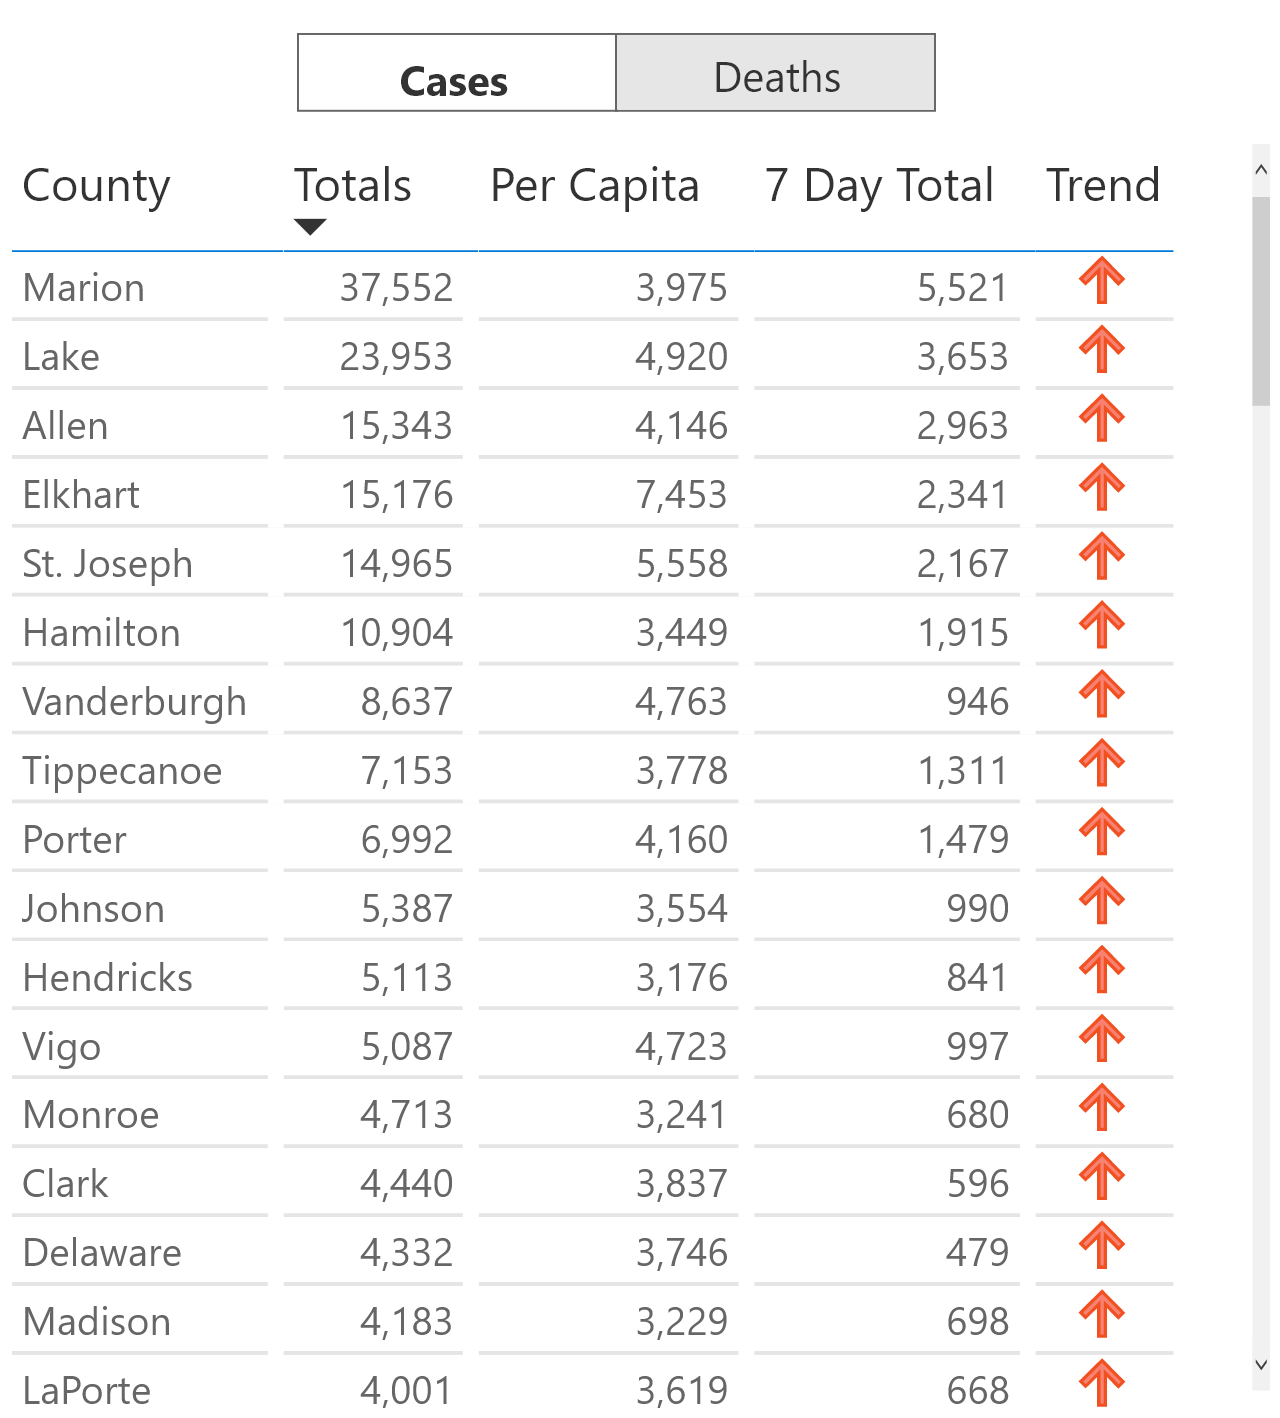 Cases Deaths
County Totals Per Capita 7 Day Total Trend
Marion 37,552 3,975 5,521
Lake 23,953 4,920 3,653
Allen 15,343 4,146 2,963
Elkhart 15,176 7,453 2,341
St. Joseph 14,965 5,558 2,167
Hamilton 10,904 3,449 1,915
Vanderburgh 8,637 4,763 946
Tippecanoe 7,153 3,778 1,311
Porter 6,992 4,160 1,479
Johnson 5,387 3,554 990
Hendricks 5,113 3,176 841
Vigo 5,087 4,723 997
Monroe 4,713 3,241 680
Clark 4,440 3,837 596
Delaware 4,332 3,746 479
Madison 4,183 3,229 698
LaPorte 4,001 3,619 668